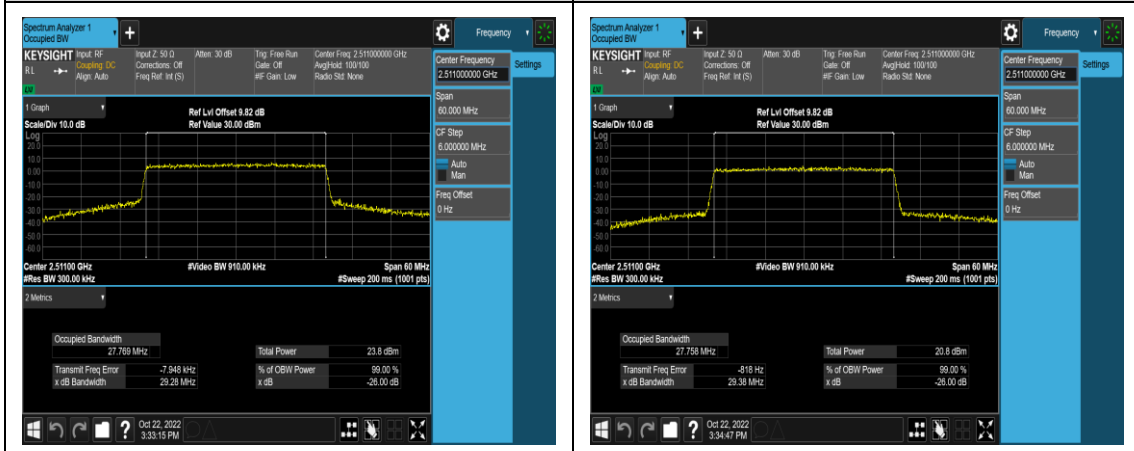 Spectrum Analyzer 1
Occupied BW
+
Frequency
KEYSIGHT
RL
Input: RF
Coupling: DC
Align: Auto
Input Z: 50 Ω
Corrections: Off
Freq Ref: Int (S)
Atten: 30 dB
Trig: Free Run
Gate: Off
#IF Gain: Low
Center Freq: 2.511000000 GHz
Avg|Hold: 100/100
Radio Std: None
Center Frequency
2.511000000 GHz
Settings
Span
60.000 MHz
CF Step
6.000000 MHz
Auto
Man
Freq Offset
0 Hz
1 Graph
Scale/Div 10.0 dB
Ref Lvl Offset 9.82 dB
Ref Value 30.00 dBm
Log
20.0
10.0
0.00
-10.0
-20.0
-30.0
-40.0
-50.0
-60.0
Center 2.51100 GHz
#Video BW 910.00 kHz
Span 60 MHz
#Res BW 300.00 kHz
#Sweep 200 ms (1001 pts)
2 Metrics
Occupied Bandwidth
27.769 MHz
Total Power 23.8 dBm
Transmit Freq Error -7.948 kHz
% of OBW Power 99.00 %
x dB Bandwidth 29.28 MHz
x dB -26.00 dB
?
Oct 22, 2022
3:33:15 PM
Spectrum Analyzer 1
Occupied BW
+
Frequency
KEYSIGHT
RL
Input: RF
Coupling: DC
Align: Auto
Input Z: 50 Ω
Corrections: Off
Freq Ref: Int (S)
Atten: 30 dB
Trig: Free Run
Gate: Off
#IF Gain: Low
Center Freq: 2.511000000 GHz
Avg|Hold: 100/100
Radio Std: None
Center Frequency
2.511000000 GHz
Settings
Span
60.000 MHz
CF Step
6.000000 MHz
Auto
Man
Freq Offset
0 Hz
1 Graph
Scale/Div 10.0 dB
Ref Lvl Offset 9.82 dB
Ref Value 30.00 dBm
Log
20.0
10.0
0.00
-10.0
-20.0
-30.0
-40.0
-50.0
-60.0
Center 2.51100 GHz
#Video BW 910.00 kHz
Span 60 MHz
#Res BW 300.00 kHz
#Sweep 200 ms (1001 pts)
2 Metrics
Occupied Bandwidth
27.758 MHz
Total Power 20.8 dBm
Transmit Freq Error -818 Hz
% of OBW Power 99.00 %
x dB Bandwidth 29.38 MHz
x dB -26.00 dB
?
Oct 22, 2022
3:34:47 PM